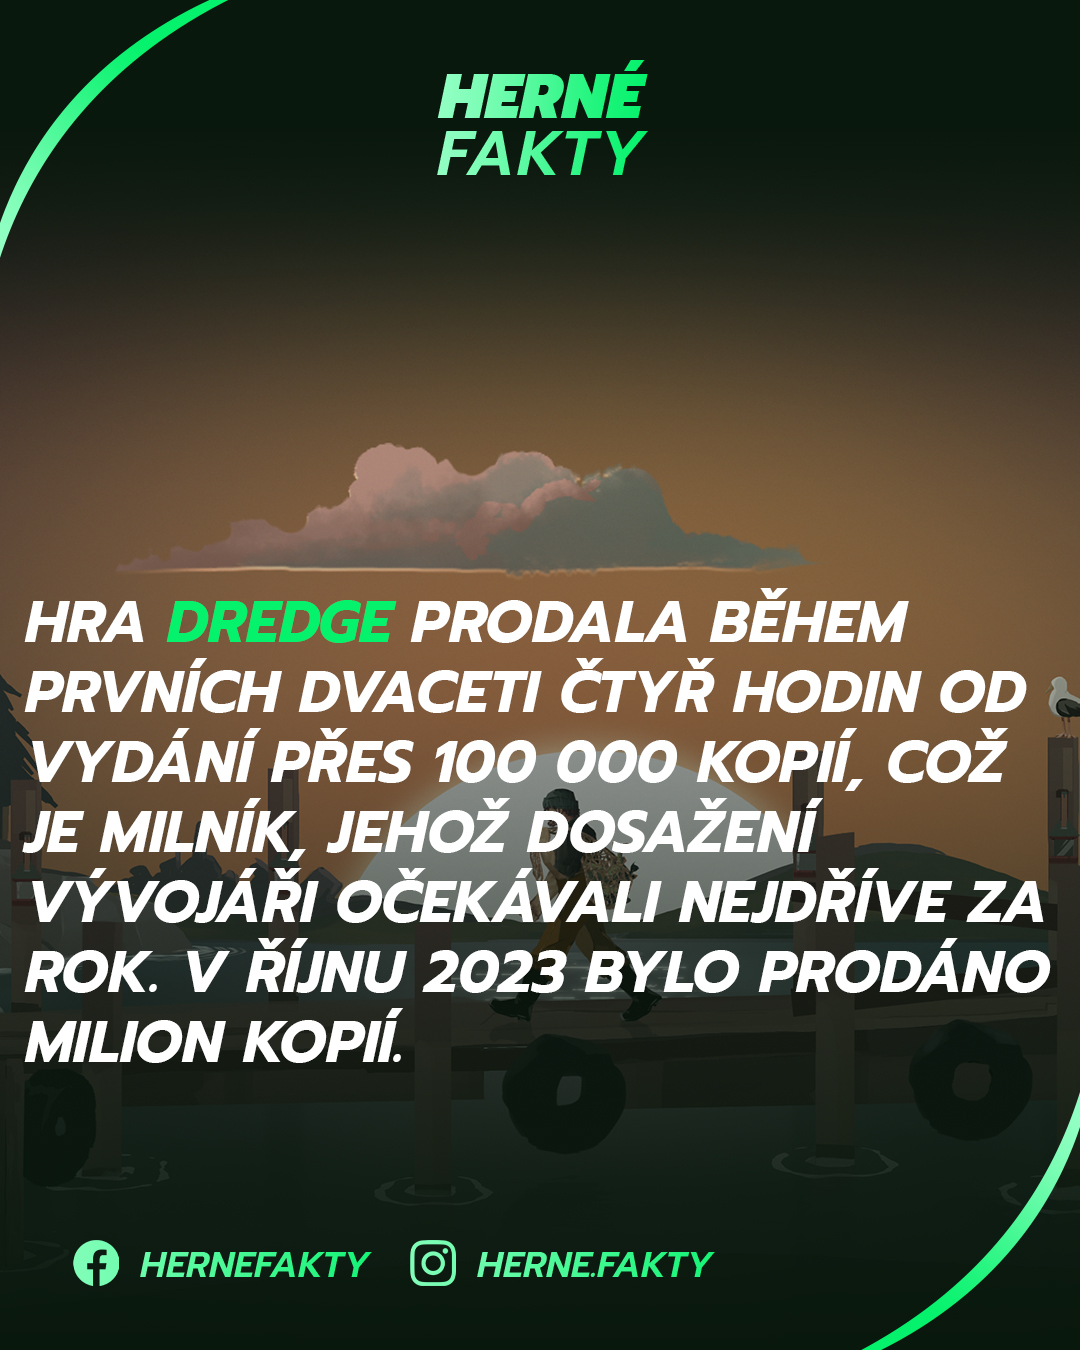 HERNÉ
FAKTY
HRA DREDGE PRODALA BĚHEM
PRVNÍCH DVACETI ČTYŘ HODIN OD
VYDÁNÍ PŘES 100 000 KOPIÍ, COŽ
JE MILNÍK, JEHOŽ DOSAŽENÍ
VÝVOJÁŘI OČEKÁVALI NEJDŘÍVE ZA
ROK. V ŘÍJNU 2023 BYLO PRODÁNO
MILION KOPIÍ.
HERNEFAKTY HERNE.FAKTY